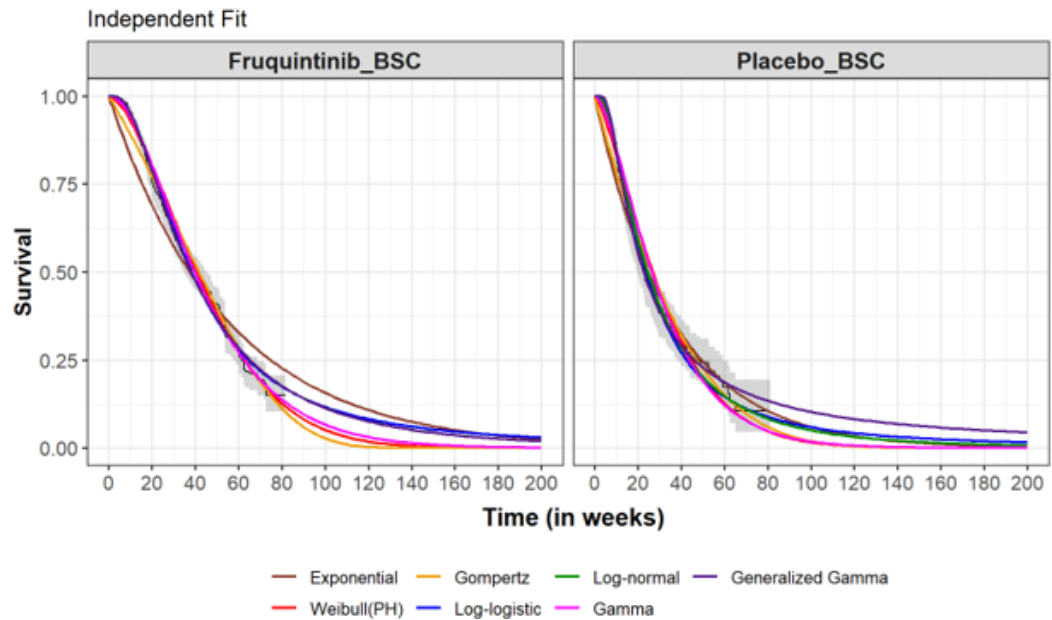 Independent Fit
Fruquintinib_BSC Placebo_BSC
1.00
0.75
0.50
0.25
0.00
Survival
0 20 40 60 80 100 120 140 160 180 200 0 20 40 60 80 100 120 140 160 180 200
Time (in weeks)
Exponential Gompertz Log-normal Generalized Gamma
Weibull(PH) Log-logistic Gamma